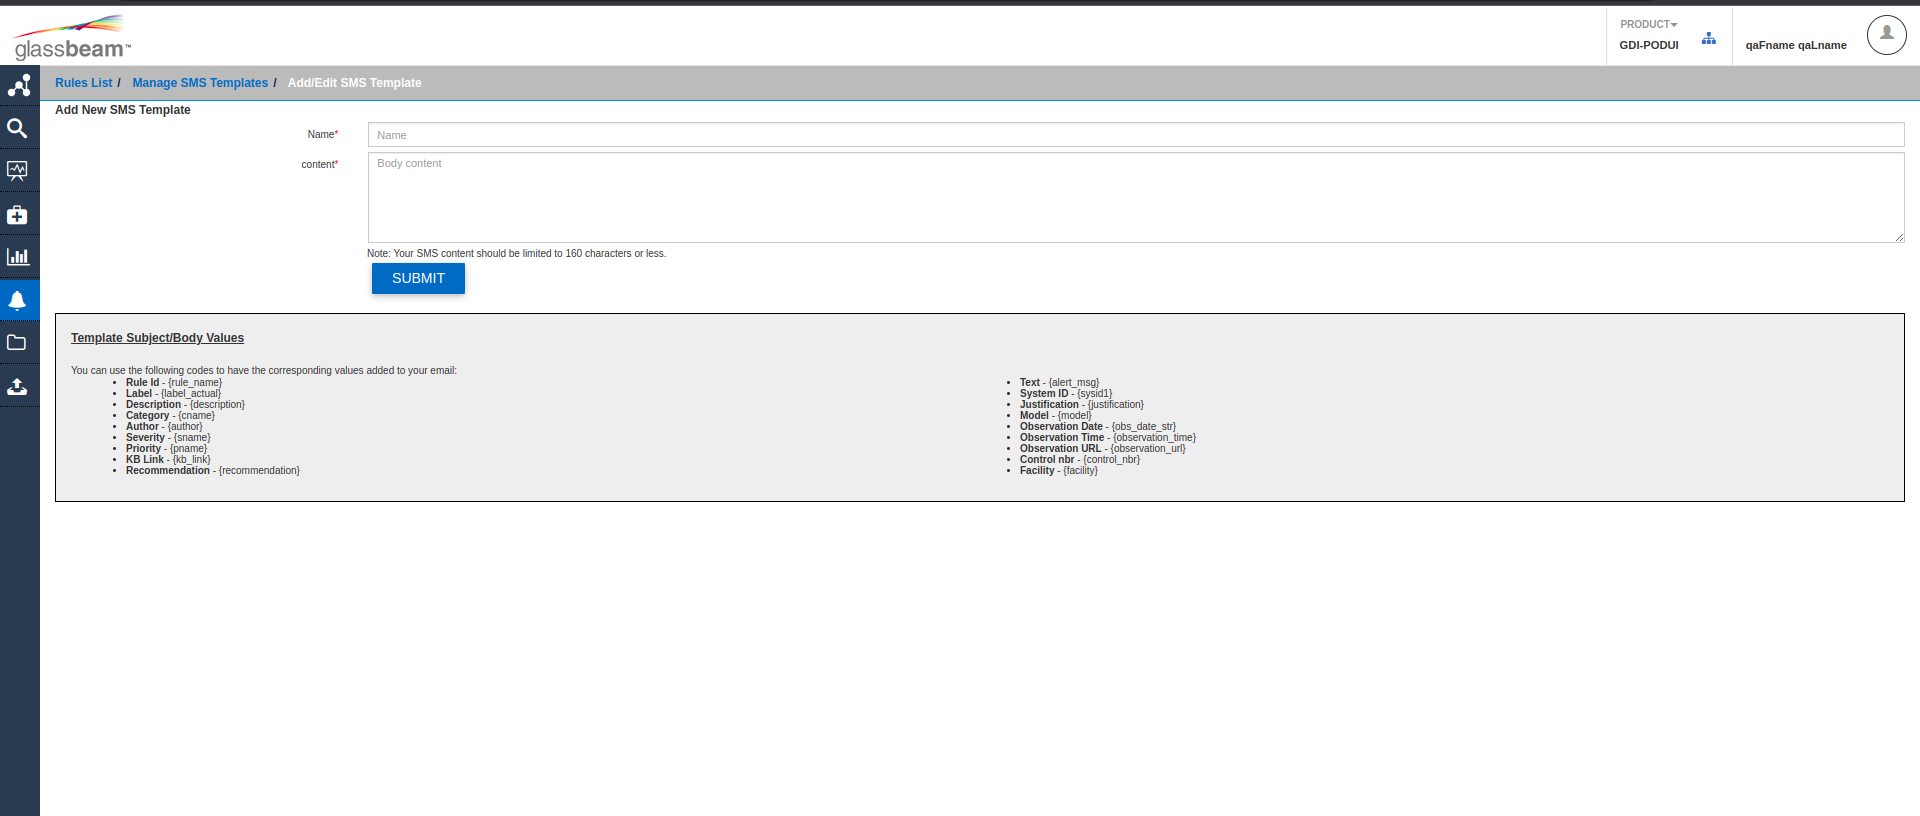 glassbeam™
PRODUCT
GDI-PODUI
qaFname qaLname
Rules List / Manage SMS Templates / Add/Edit SMS Template
Add New SMS Template
Name*
Name
content*
Body content
Note: Your SMS content should be limited to 160 characters or less.
SUBMIT
Template Subject/Body Values
You can use the following codes to have the corresponding values added to your email:
• Rule Id - {rule_name}
• Label - {label_actual}
• Description - {description}
• Category - {cname}
• Author - {author}
• Severity - {sname}
• Priority - {pname}
• KB Link - {kb_link}
• Recommendation - {recommendation}
• Text - {alert_msg}
• System ID - {sysid1}
• Justification - {justification}
• Model - {model}
• Observation Date - {obs_date_str}
• Observation Time - {observation_time}
• Observation URL - {observation_url}
• Control nbr - {control_nbr}
• Facility - {facility}